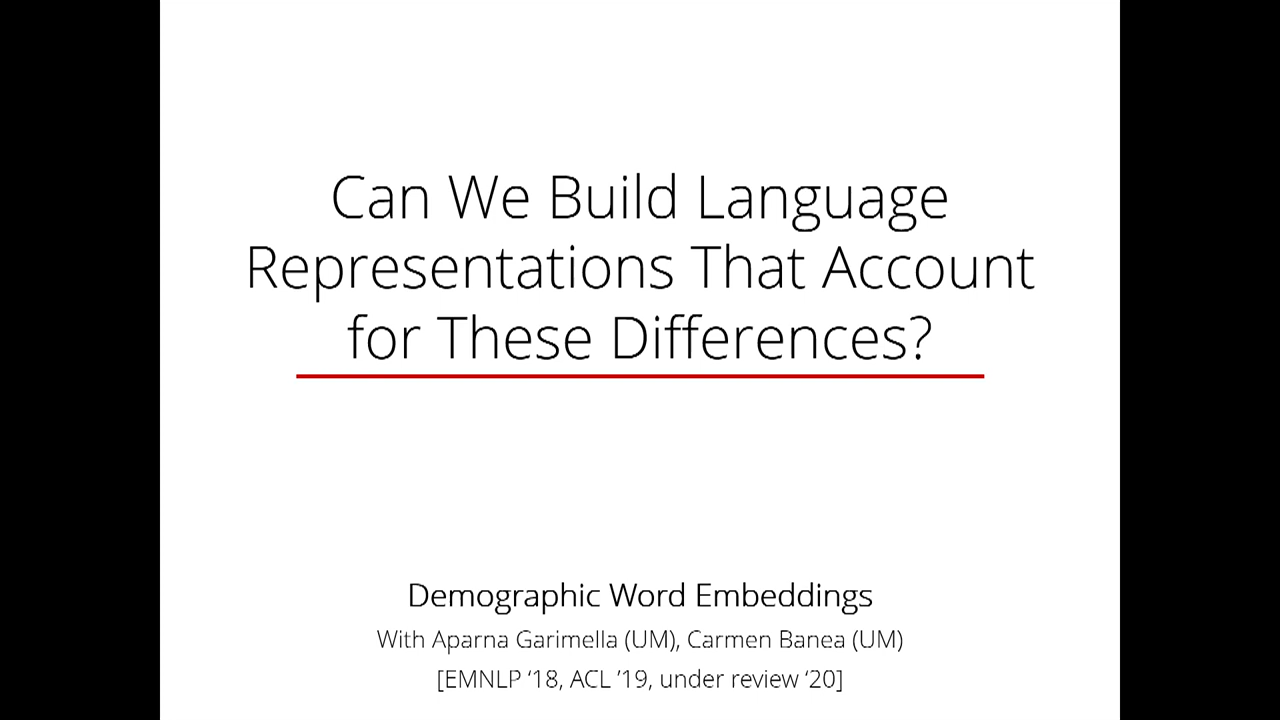 Can We Build Language
Representations That Account
for These Differences?
Demographic Word Embeddings
With Aparna Garimella (UM), Carmen Banea (UM)
[EMNLP ‘18, ACL ’19, under review ‘20]